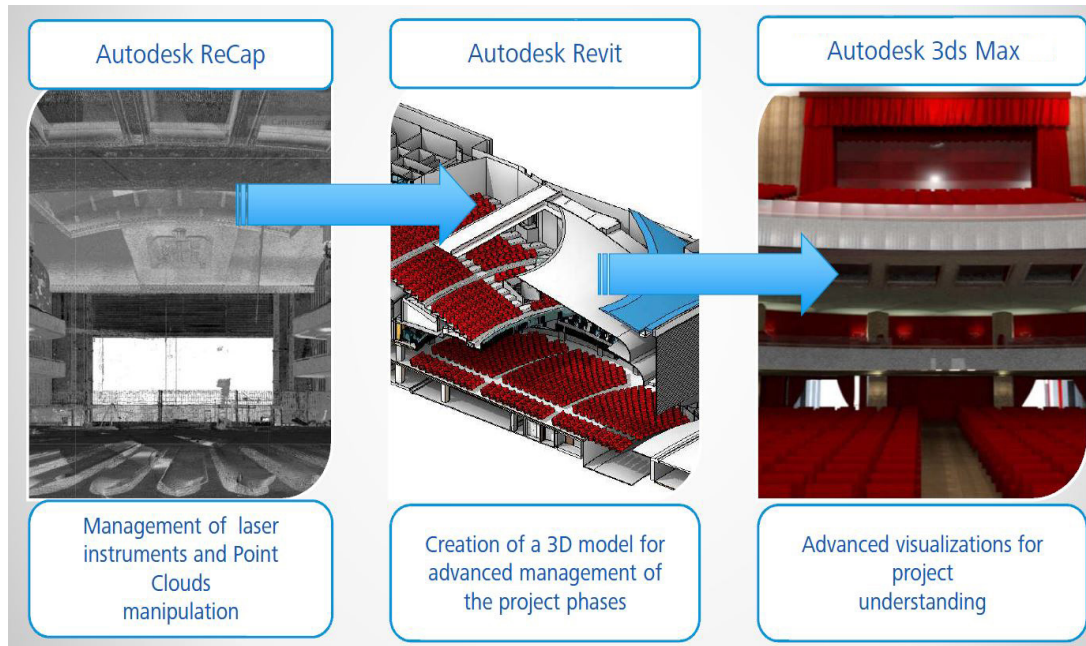 Autodesk ReCap
Autodesk Revit
Autodesk 3ds Max
Management of laser
instruments and Point
Clouds
manipulation
Creation of a 3D model for
advanced management of
the project phases
Advanced visualizations for
project
understanding